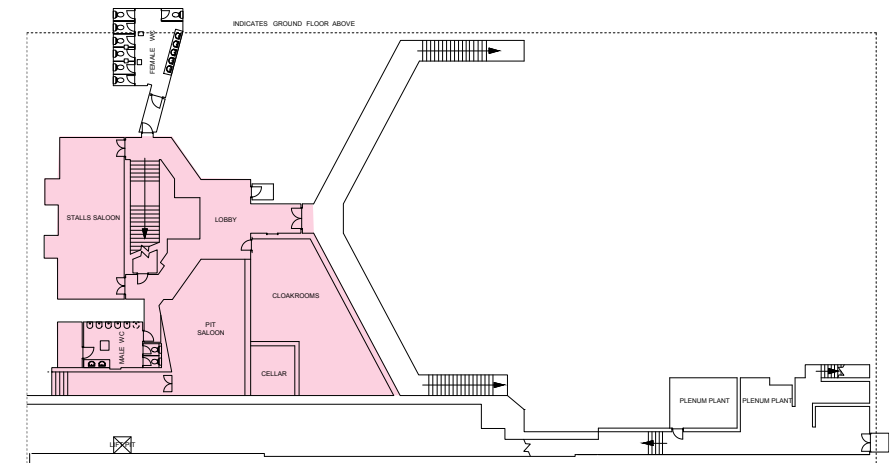 INDICATES GROUND FLOOR ABOVE
FEMALE WC
STALLS SALOON
LOBBY
CLOAKROOMS
PIT
SALOON
MALE WC
CELLAR
PLENUM PLANT
PLENUM PLANT
LIFT PIT